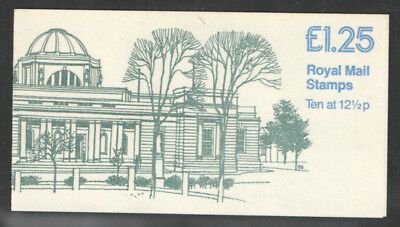 £1.25
Royal Mail
Stamps
Ten at 12½p